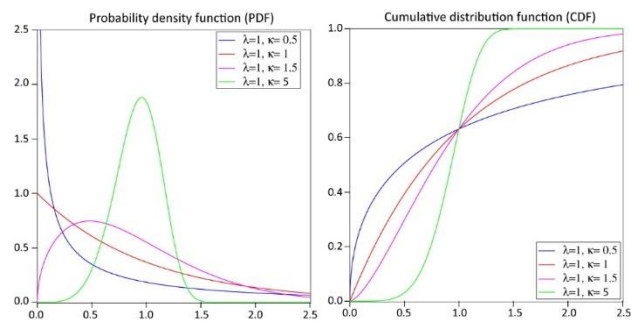 Probability density function (PDF)
2.5
2.0
1.5
1.0
0.5
0.0
0.0 0.5 1.0 1.5 2.0 2.5
λ=1, κ= 0.5
λ=1, κ= 1
λ=1, κ= 1.5
λ=1, κ= 5
Cumulative distribution function (CDF)
1.0
0.8
0.6
0.4
0.2
0.0
0.0 0.5 1.0 1.5 2.0 2.5
λ=1, κ= 0.5
λ=1, κ= 1
λ=1, κ= 1.5
λ=1, κ= 5